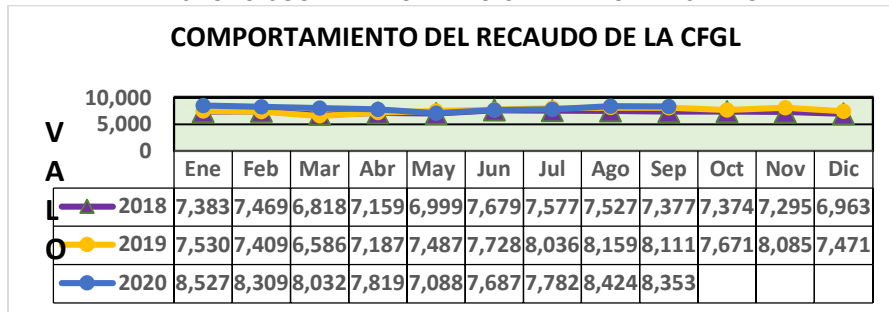 COMPORTAMIENTO DEL RECAUDO DE LA CFGL
10,000
5,000
0
V
A
L
O
Ene Feb Mar Abr May Jun Jul Ago Sep Oct Nov Dic
2018 7,383 7,469 6,818 7,159 6,999 7,679 7,577 7,527 7,377 7,374 7,295 6,963
2019 7,530 7,409 6,586 7,187 7,487 7,728 8,036 8,159 8,111 7,671 8,085 7,471
2020 8,527 8,309 8,032 7,819 7,088 7,687 7,782 8,424 8,353